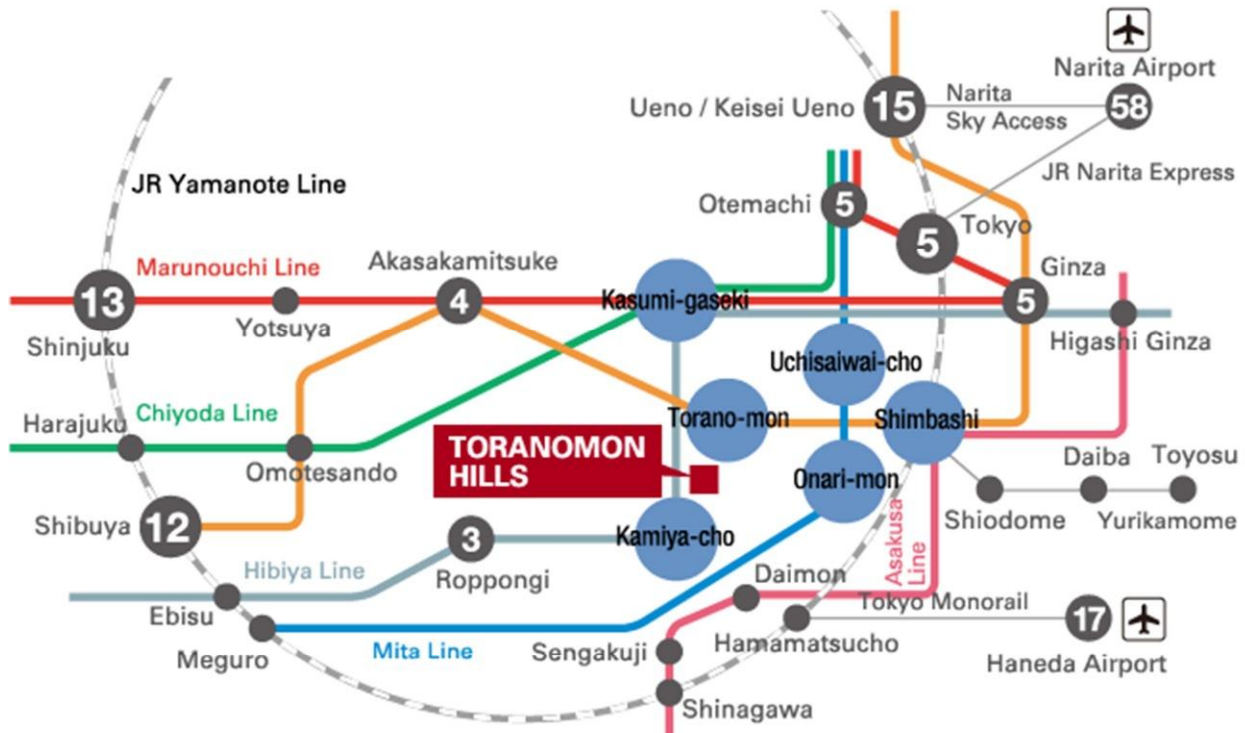 Narita Airport
Ueno / Keisei Ueno
15
Narita
Sky Access
58
JR Yamanote Line
JR Narita Express
Otemachi
5
5
Tokyo
Marunouchi Line
Akasakamitsuke
Ginza
13
4
Kasumi-gaseki
5
Shinjuku
Yotsuya
Higashi Ginza
Uchisaiwai-cho
Harajuku
Chiyoda Line
Torano-mon
Shimbashi
TORANOMON
HILLS
Omotesando
Onari-mon
Daiba
Toyosu
Shibuya
12
3
Kamiya-cho
Asakusa
Line
Shiodome
Yurikamome
Hibiya Line
Roppongi
Daimon
Ebisu
Tokyo Monorail
17
Meguro
Mita Line
Sengakuji
Hamamatsucho
Haneda Airport
Shinagawa